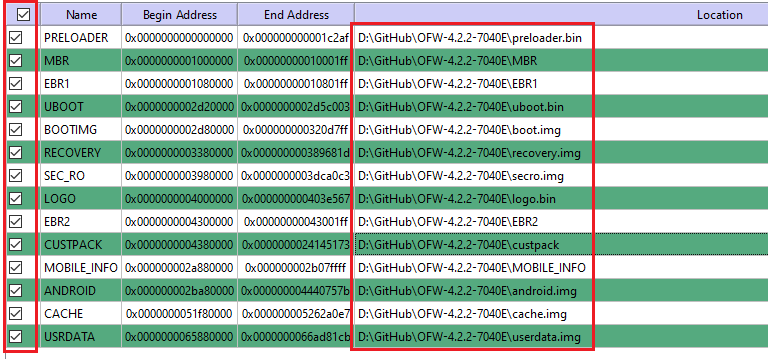 Name Begin Address End Address Location
PRELOADER 0x0000000000000000 0x000000000001c2af D:\GitHub\OFW-4.2.2-7040E\preloader.bin
MBR 0x0000000001000000 0x00000000010001ff D:\GitHub\OFW-4.2.2-7040E\MBR
EBR1 0x0000000001080000 0x00000000010801ff D:\GitHub\OFW-4.2.2-7040E\EBR1
UBOOT 0x0000000002d20000 0x0000000002d5c003 D:\GitHub\OFW-4.2.2-7040E\uboot.bin
BOOTIMG 0x0000000002d80000 0x000000000320d7ff D:\GitHub\OFW-4.2.2-7040E\boot.img
RECOVERY 0x0000000003380000 0x000000000389681d D:\GitHub\OFW-4.2.2-7040E\recovery.img
SEC_RO 0x0000000003980000 0x0000000003dca0c3 D:\GitHub\OFW-4.2.2-7040E\secro.img
LOGO 0x0000000004000000 0x000000000403e567 D:\GitHub\OFW-4.2.2-7040E\logo.bin
EBR2 0x0000000004300000 0x00000000043001ff D:\GitHub\OFW-4.2.2-7040E\EBR2
CUSTPACK 0x0000000004380000 0x0000000024145173 D:\GitHub\OFW-4.2.2-7040E\custpack
MOBILE_INFO 0x000000002a880000 0x000000002b07ffff D:\GitHub\OFW-4.2.2-7040E\MOBILE_INFO
ANDROID 0x000000002ba80000 0x000000004440757b D:\GitHub\OFW-4.2.2-7040E\android.img
CACHE 0x0000000051f80000 0x000000005262a0e7 D:\GitHub\OFW-4.2.2-7040E\cache.img
USRDATA 0x0000000065880000 0x0000000066ad81cb D:\GitHub\OFW-4.2.2-7040E\userdata.img